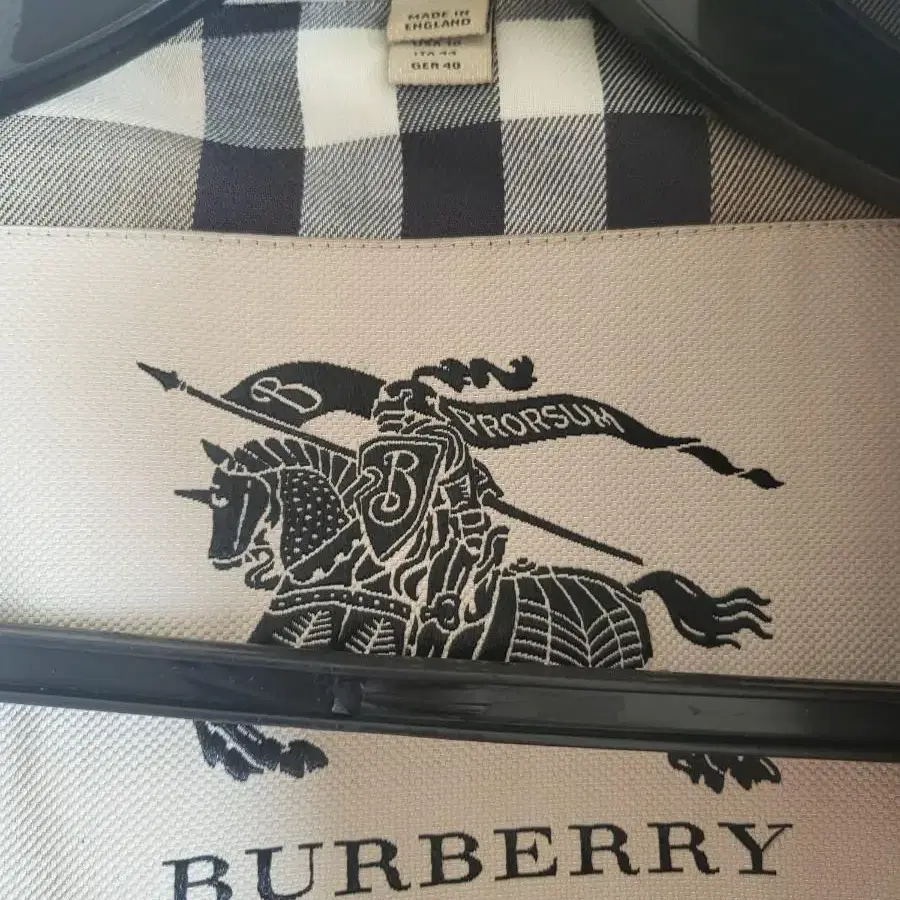 MADE IN
ENGLAND
ITA 44
GER 40
B
PRORSUM
B
BURBERRY